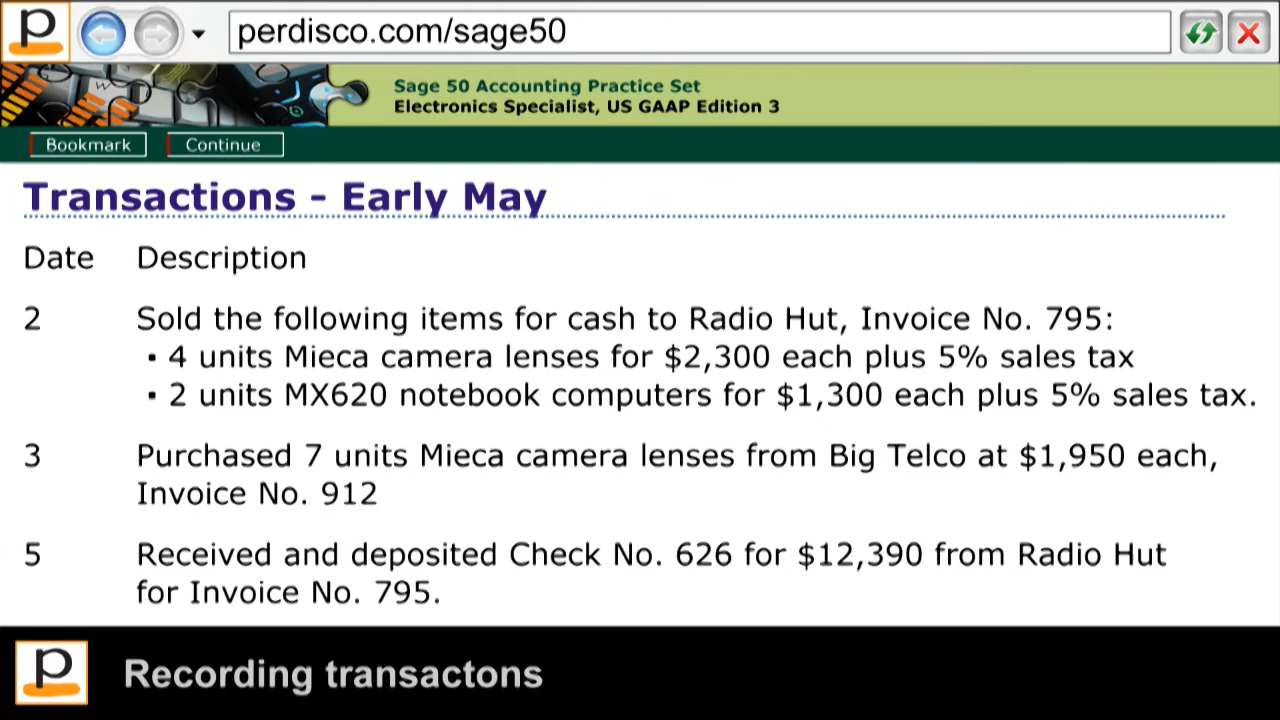 p
perdisco.com/sage50
Sage 50 Accounting Practice Set
Electronics Specialist, US GAAP Edition 3
Bookmark Continue
Transactions - Early May
Date Description
2 Sold the following items for cash to Radio Hut, Invoice No. 795:
▪ 4 units Mieca camera lenses for $2,300 each plus 5% sales tax
▪ 2 units MX620 notebook computers for $1,300 each plus 5% sales tax.
3 Purchased 7 units Mieca camera lenses from Big Telco at $1,950 each,
Invoice No. 912
5 Received and deposited Check No. 626 for $12,390 from Radio Hut
for Invoice No. 795.
p Recording transactons